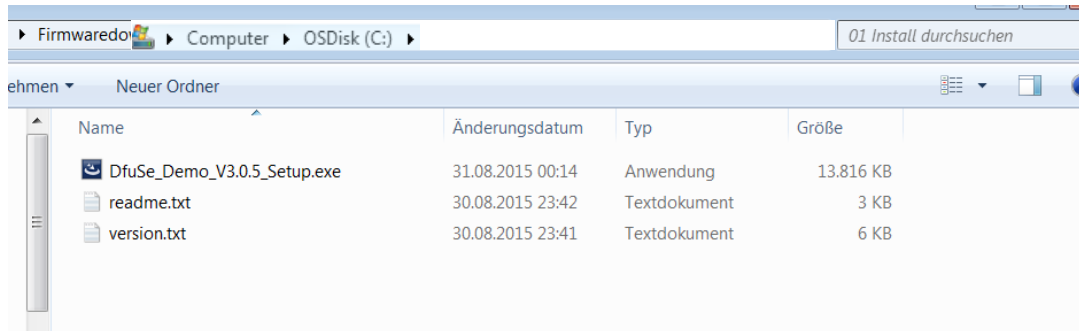 Firmwaredo Computer OSDisk (C:) 01 Install durchsuchen
ehmen Neuer Ordner
Name Änderungsdatum Typ Größe
DfuSe_Demo_V3.0.5_Setup.exe 31.08.2015 00:14 Anwendung 13.816 KB
readme.txt 30.08.2015 23:42 Textdokument 3 KB
version.txt 30.08.2015 23:41 Textdokument 6 KB